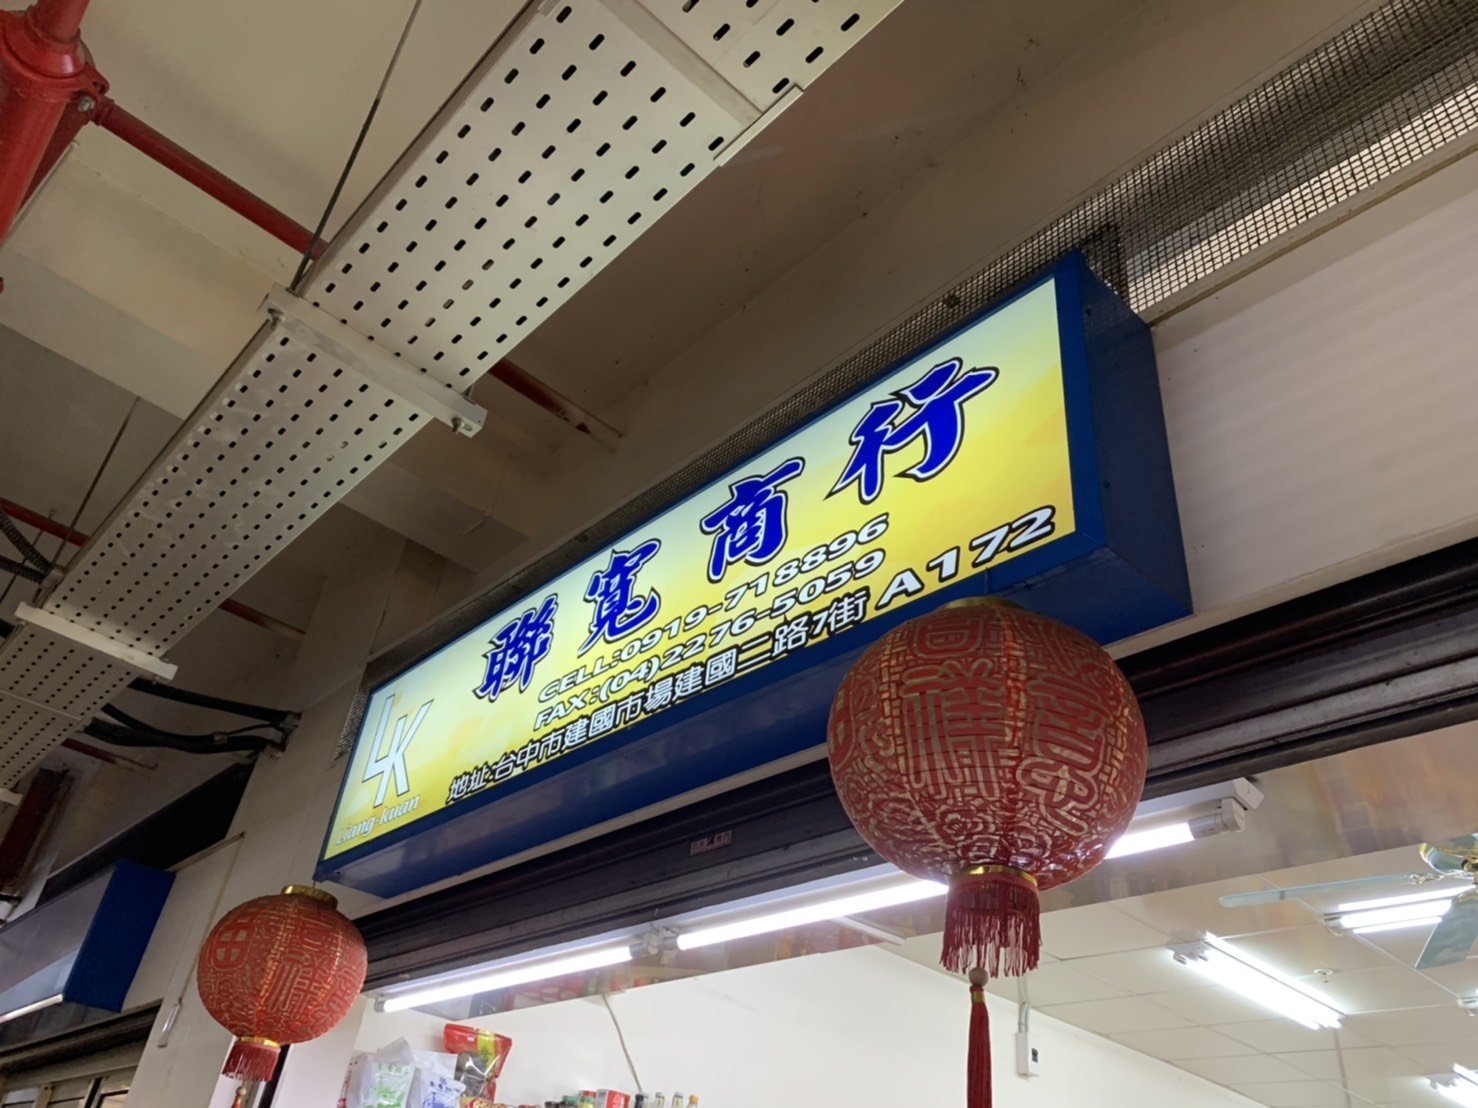 聯寬商行
CELL:0919-718896
FAX:(04)2276-5059
地址:台中市建國市場建國二路7街 A172
LK
Liang-kuan